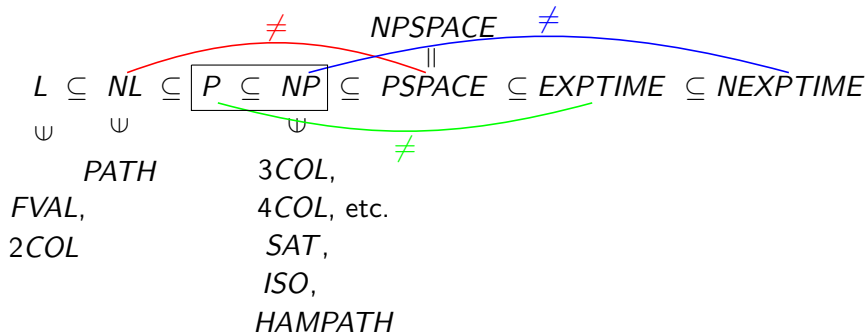 ≠ NPSPACE ≠
=
L ⊆ NL ⊆ P ⊆ NP ⊆ PSPACE ⊆ EXPTIME ⊆ NEXPTIME
∈ ∈ ∈
≠
PATH 3COL,
FVAL, 4COL, etc.
2COL SAT,
ISO,
HAMPATH